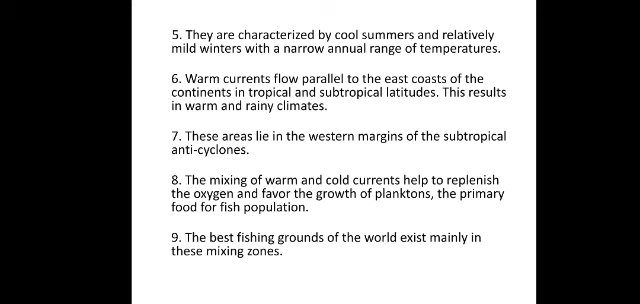 5. They are characterized by cool summers and relatively
mild winters with a narrow annual range of temperatures.
6. Warm currents flow parallel to the east coasts of the
continents in tropical and subtropical latitudes. This results
in warm and rainy climates.
7. These areas lie in the western margins of the subtropical
anti-cyclones.
8. The mixing of warm and cold currents help to replenish
the oxygen and favor the growth of planktons, the primary
food for fish population.
9. The best fishing grounds of the world exist mainly in
these mixing zones.